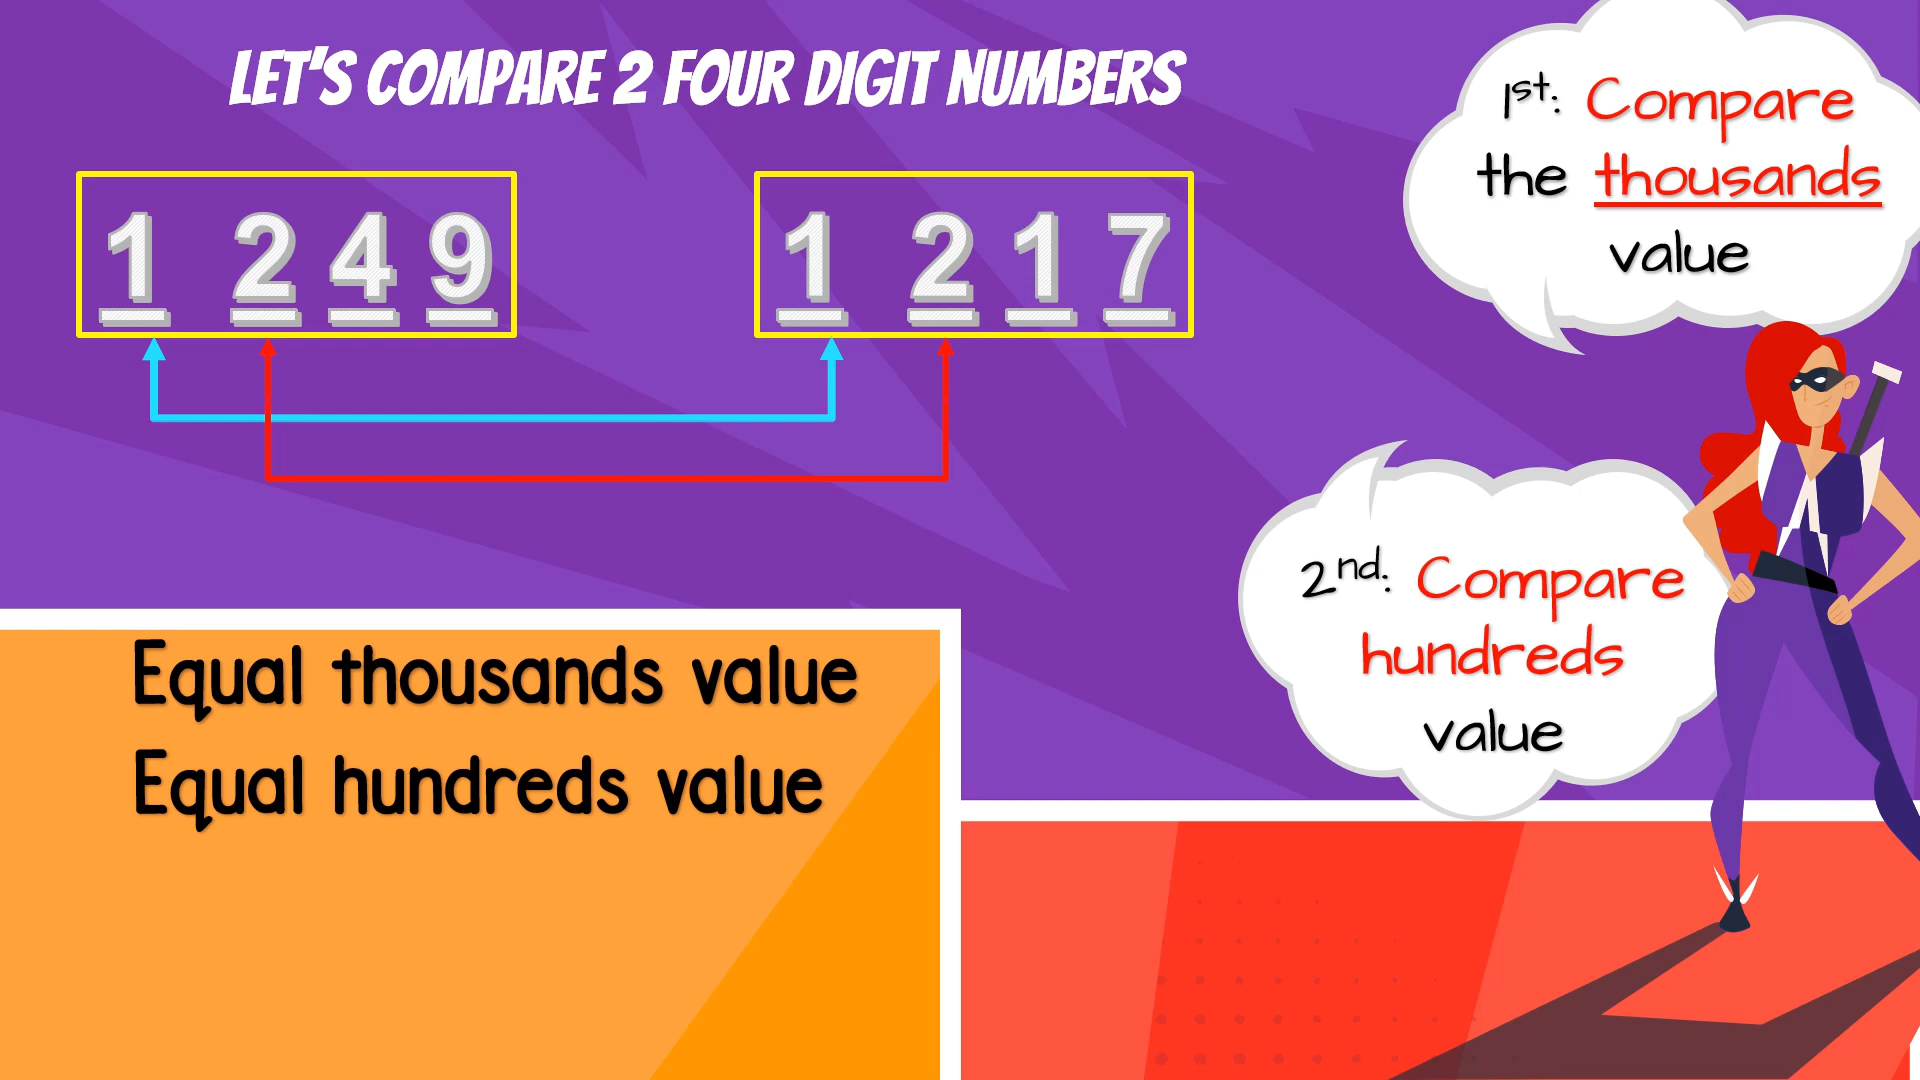 LET'S COMPARE 2 FOUR DIGIT NUMBERS
1 2 4 9
1 2 1 7
1st: Compare
the thousands
value
2nd: Compare
hundreds
value
Equal thousands value
Equal hundreds value